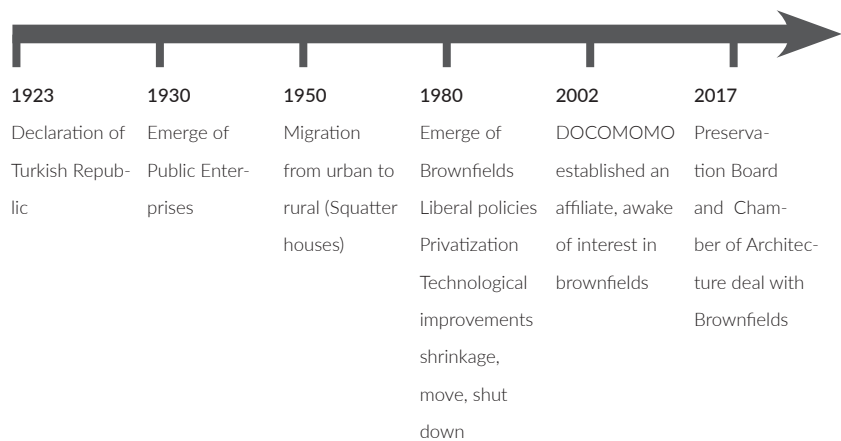 1923
Declaration of
Turkish Repub-
lic
1930
Emerge of
Public Enter-
prises
1950
Migration
from urban to
rural (Squatter
houses)
1980
Emerge of
Brownfields
Liberal policies
Privatization
Technological
improvements
shrinkage,
move, shut
down
2002
DOCOMOMO
established an
affiliate, awake
of interest in
brownfields
2017
Preserva-
tion Board
and  Cham-
ber of Architec-
ture deal with
Brownfields